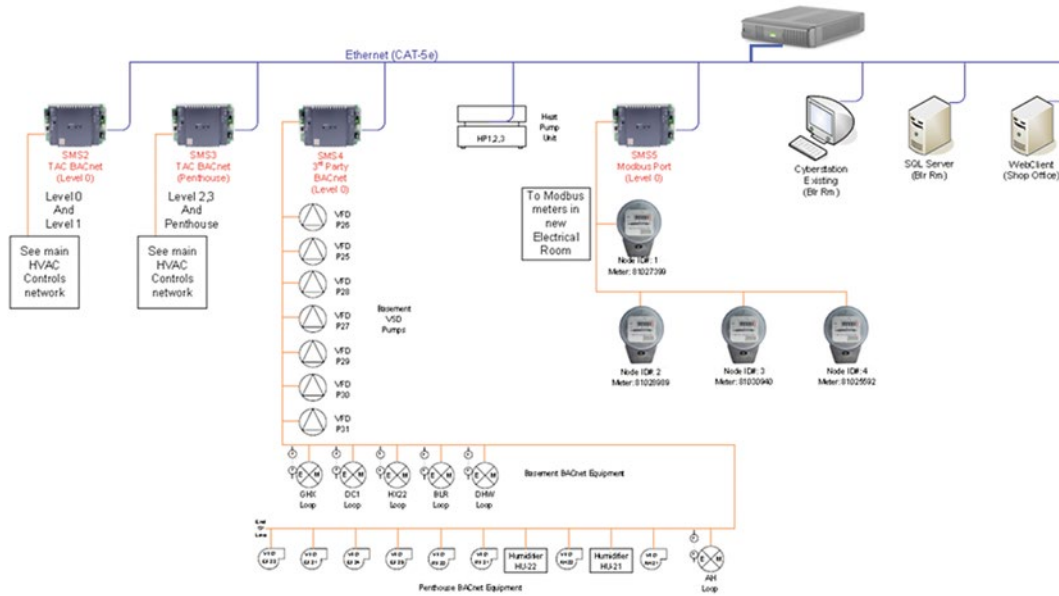 Ethernet (CAT-5e)
SMS2
TAC BACnet
(Level 0)
Level 0
And
Level 1
See main
HVAC
Controls
network
SMS3
TAC BACnet
(Penthouse)
Level 2,3
And
Penthouse
See main
HVAC
Controls
network
SMS4
3rd Party
BACnet
(Level 0)
HP1,2,3
Heat
Pump
Unit
SMS5
Modbus Port
(Level 0)
To Modbus
meters in
new
Electrical
Room
Cyberstation
Existing
(Blr Rm.)
SQL Server
(Blr Rm.)
WebClient
(Shop Office)
VFD
P26
VFD
P25
VFD
P28
VFD
P27
VFD
P29
VFD
P30
VFD
P31
Basement
VSD
Pumps
Node ID#: 1
Meter: 81027399
Node ID#: 2
Meter: 81028989
Node ID#: 3
Meter: 81030940
Node ID#: 4
Meter: 81025592
E M
GHX
Loop
E M
DC1
Loop
E M
HX22
Loop
E M
BLR
Loop
E M
DHW
Loop
Basement BACnet Equipment
End
Of
Line
Humidifier
HU-22
Humidifier
HU-21
E M
AH
Loop
Penthouse BACnet Equipment